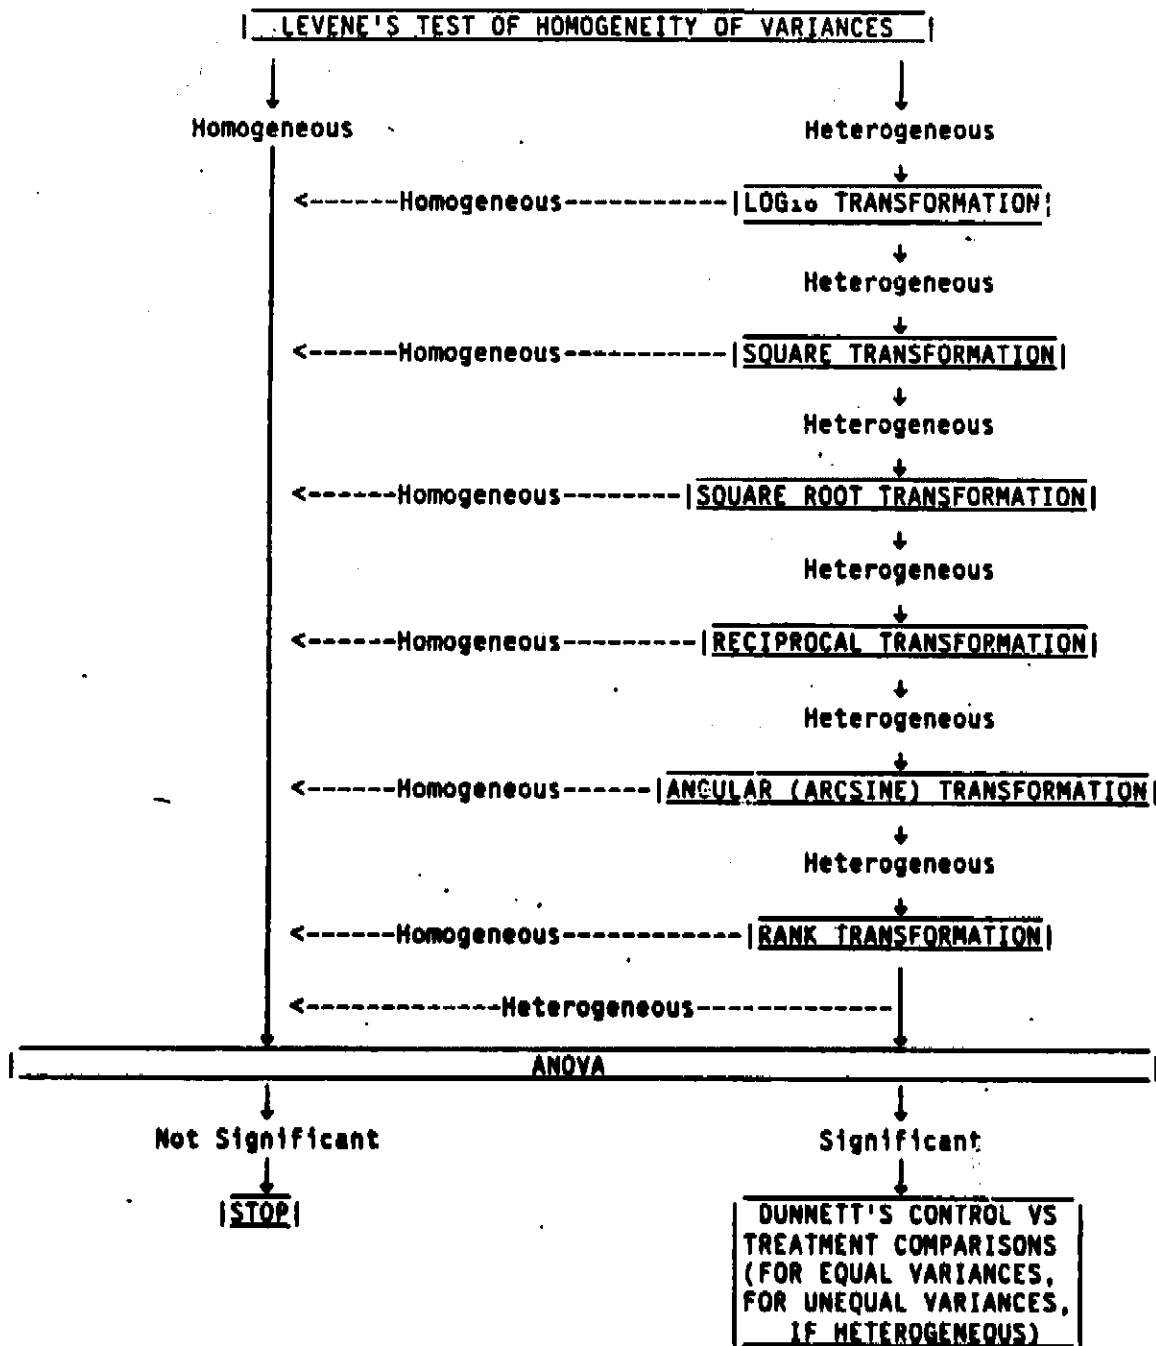 LEVENE'S TEST OF HOMOGENEITY OF VARIANCES
Homogeneous
Heterogeneous
<------Homogeneous-----------|LOG10 TRANSFORMATION|
Heterogeneous
<------Homogeneous-----------|SQUARE TRANSFORMATION|
Heterogeneous
<------Homogeneous--------|SQUARE ROOT TRANSFORMATION|
Heterogeneous
<------Homogeneous---------|RECIPROCAL TRANSFORMATION|
Heterogeneous
<------Homogeneous------|ANGULAR (ARCSINE) TRANSFORMATION|
Heterogeneous
<------Homogeneous------------|RANK TRANSFORMATION|
<------------Heterogeneous-----------
ANOVA
Not Significant
Significant
|STOP|
DUNNETT'S CONTROL VS
TREATMENT COMPARISONS
(FOR EQUAL VARIANCES,
FOR UNEQUAL VARIANCES,
IF HETEROGENEOUS)